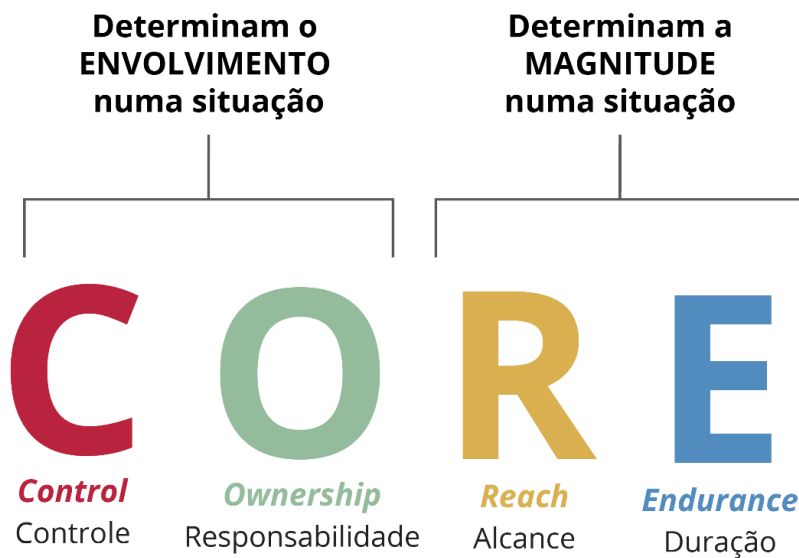 Determinam o
ENVOLVIMENTO
numa situação
Determinam a
MAGNITUDE
numa situação
C O R E
Control Ownership Reach Endurance
Controle Responsabilidade Alcance Duração